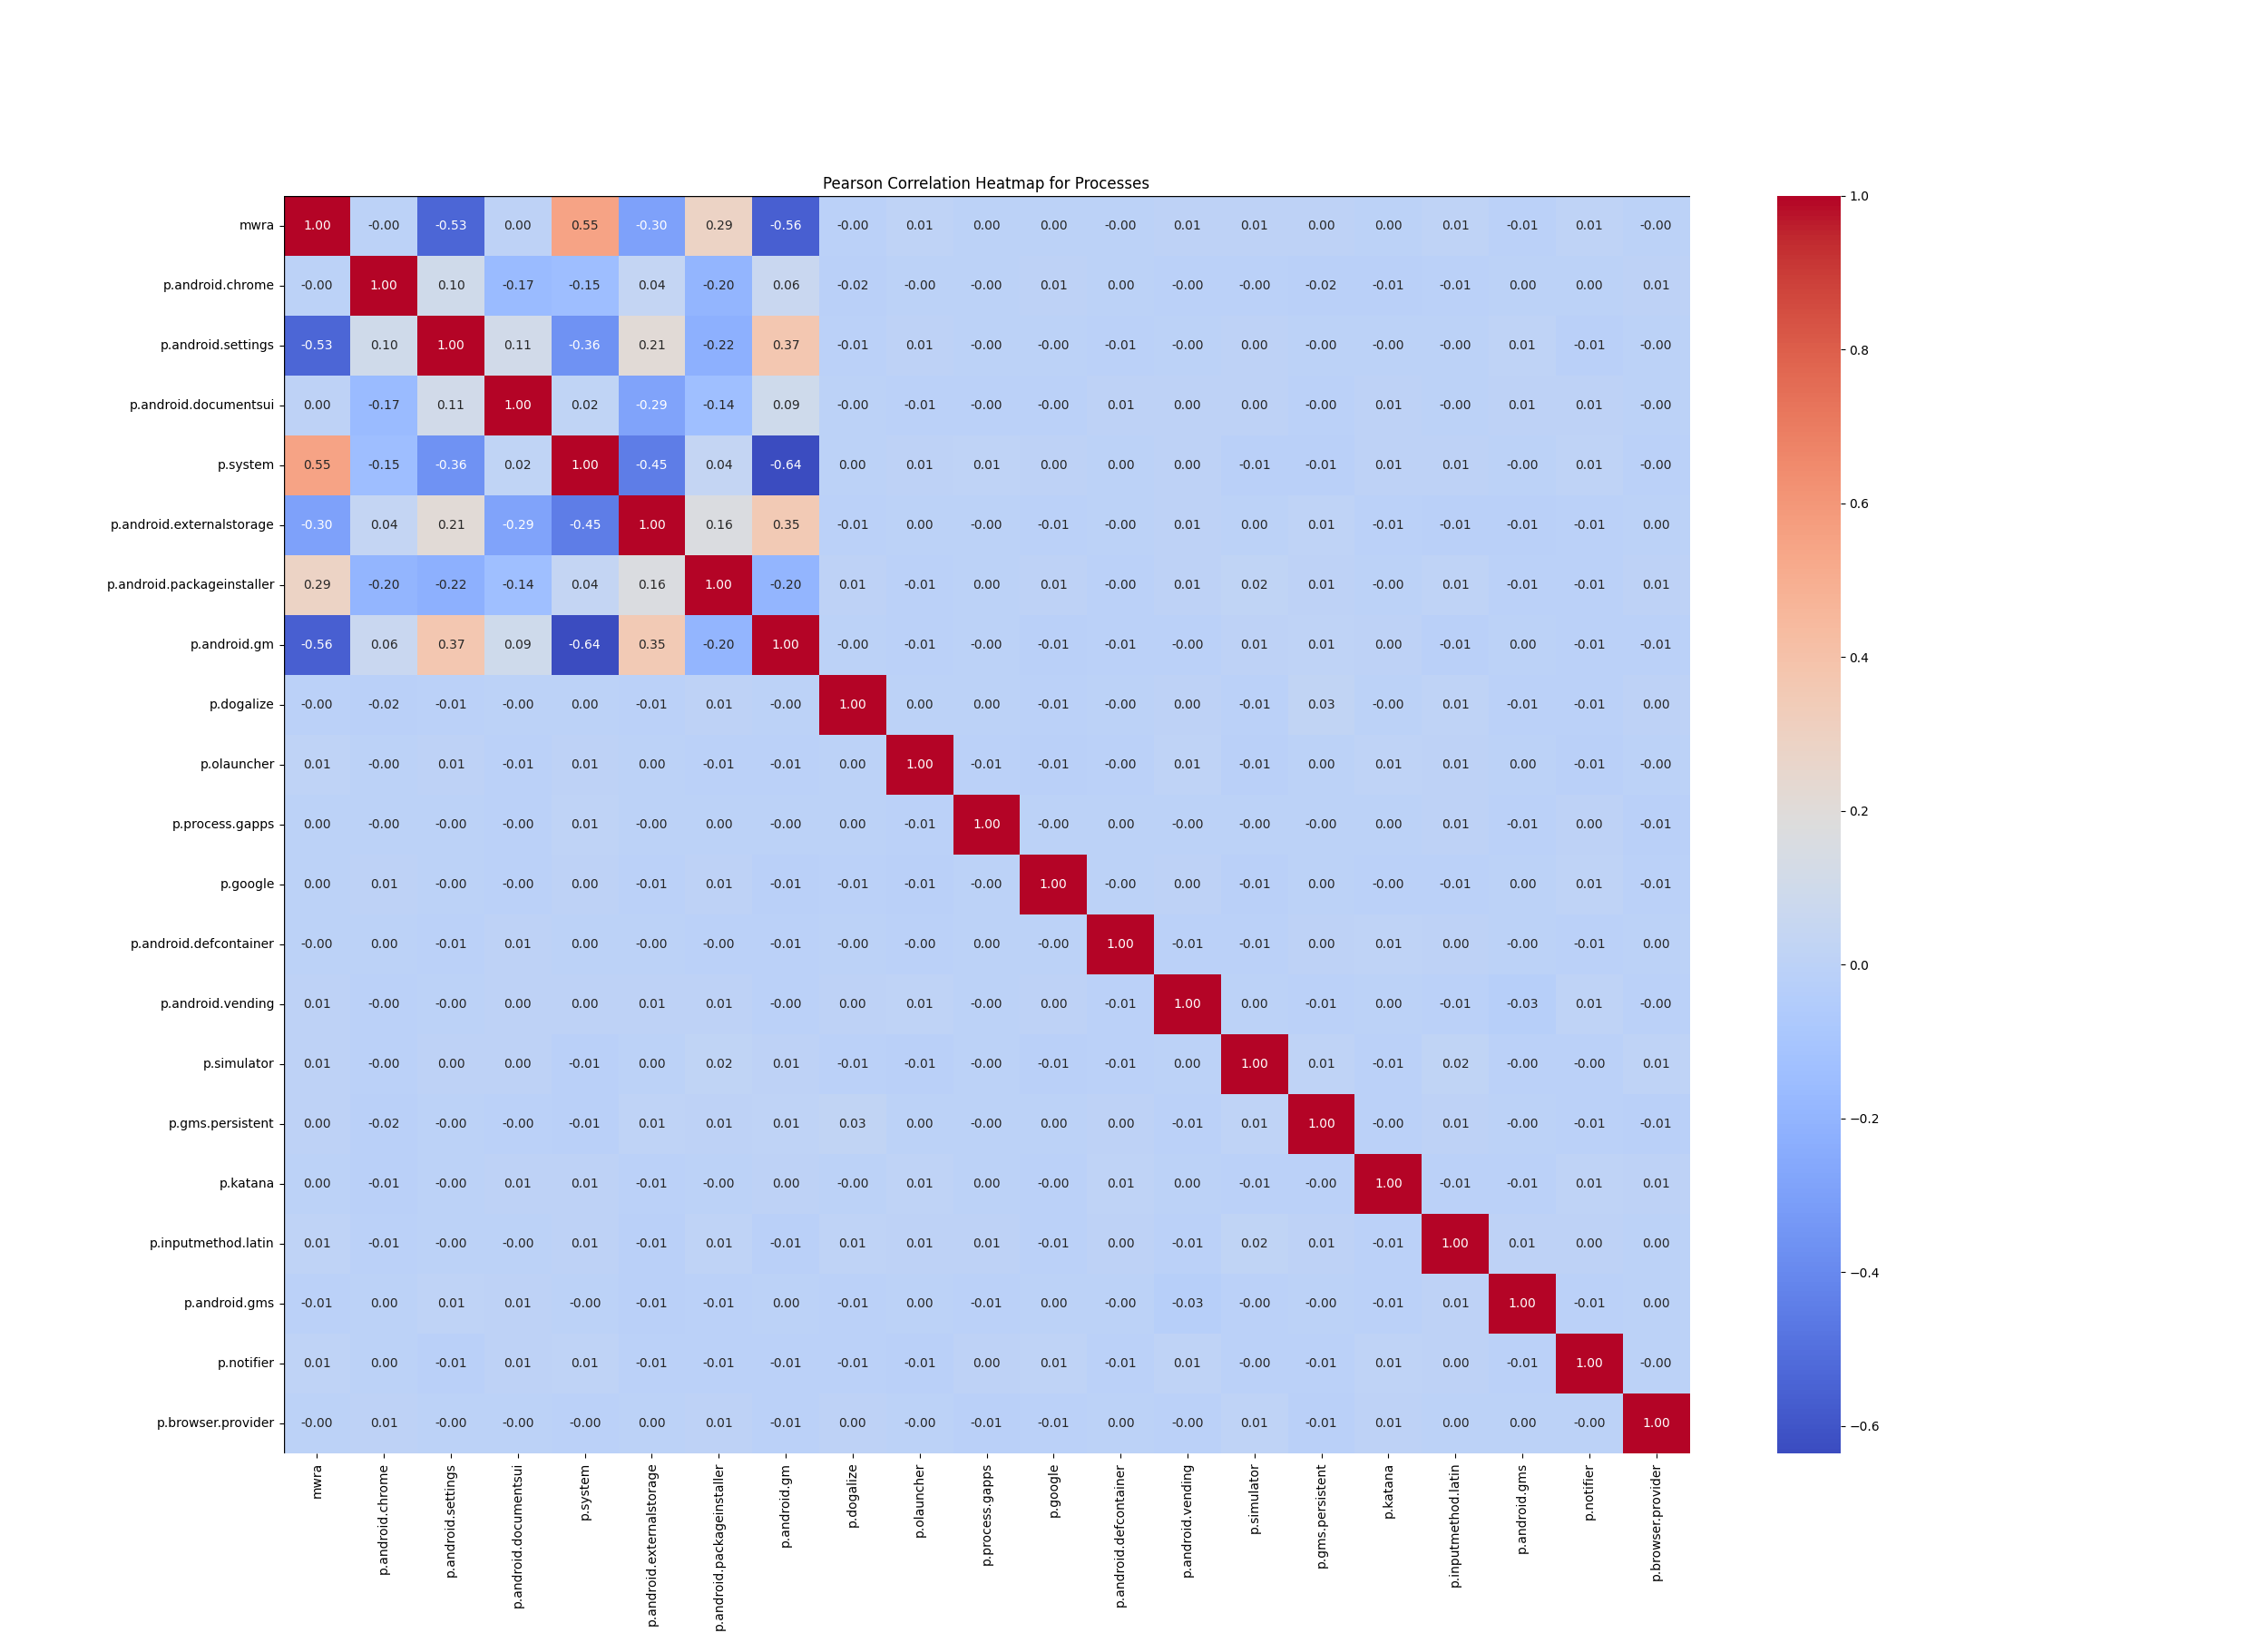 Pearson Correlation Heatmap for Processes
mwra 1.00 -0.00 -0.53 0.00 0.55 -0.30 0.29 -0.56 -0.00 0.01 0.00 0.00 -0.00 0.01 0.01 0.00 0.00 0.01 -0.01 0.01 -0.00
p.android.chrome -0.00 1.00 0.10 -0.17 -0.15 0.04 -0.20 0.06 -0.02 -0.00 -0.00 0.01 0.00 -0.00 -0.00 -0.02 -0.01 -0.01 0.00 0.00 0.01
p.android.settings -0.53 0.10 1.00 0.11 -0.36 0.21 -0.22 0.37 -0.01 0.01 -0.00 -0.00 -0.01 -0.00 0.00 -0.00 -0.00 -0.00 0.01 -0.01 -0.00
p.android.documentsui 0.00 -0.17 0.11 1.00 0.02 -0.29 -0.14 0.09 -0.00 -0.01 -0.00 -0.00 0.01 0.00 0.00 -0.00 0.01 -0.00 0.01 0.01 -0.00
p.system 0.55 -0.15 -0.36 0.02 1.00 -0.45 0.04 -0.64 0.00 0.01 0.01 0.00 0.00 0.00 -0.01 -0.01 0.01 0.01 -0.00 0.01 -0.00
p.android.externalstorage -0.30 0.04 0.21 -0.29 -0.45 1.00 0.16 0.35 -0.01 0.00 -0.00 -0.01 -0.00 0.01 0.00 0.01 -0.01 -0.01 -0.01 -0.01 0.00
p.android.packageinstaller 0.29 -0.20 -0.22 -0.14 0.04 0.16 1.00 -0.20 0.01 -0.01 0.00 0.01 -0.00 0.01 0.02 0.01 -0.00 0.01 -0.01 -0.01 0.01
p.android.gm -0.56 0.06 0.37 0.09 -0.64 0.35 -0.20 1.00 -0.00 -0.01 -0.00 -0.01 -0.01 -0.00 0.01 0.01 0.00 -0.01 0.00 -0.01 -0.01
p.dogalize -0.00 -0.02 -0.01 -0.00 0.00 -0.01 0.01 -0.00 1.00 0.00 0.00 -0.01 -0.00 0.00 -0.01 0.03 -0.00 0.01 -0.01 -0.01 0.00
p.olauncher 0.01 -0.00 0.01 -0.01 0.01 0.00 -0.01 -0.01 0.00 1.00 -0.01 -0.01 -0.00 0.01 -0.01 0.00 0.01 0.01 0.00 -0.01 -0.00
p.process.gapps 0.00 -0.00 -0.00 -0.00 0.01 -0.00 0.00 -0.00 0.00 -0.01 1.00 -0.00 0.00 -0.00 -0.00 -0.00 0.00 0.01 -0.01 0.00 -0.01
p.google 0.00 0.01 -0.00 -0.00 0.00 -0.01 0.01 -0.01 -0.01 -0.01 -0.00 1.00 -0.00 0.00 -0.01 0.00 -0.00 -0.01 0.00 0.01 -0.01
p.android.defcontainer -0.00 0.00 -0.01 0.01 0.00 -0.00 -0.00 -0.01 -0.00 -0.00 0.00 -0.00 1.00 -0.01 -0.01 0.00 0.01 0.00 -0.00 -0.01 0.00
p.android.vending 0.01 -0.00 -0.00 0.00 0.00 0.01 0.01 -0.00 0.00 0.01 -0.00 0.00 -0.01 1.00 0.00 -0.01 0.00 -0.01 -0.03 0.01 -0.00
p.simulator 0.01 -0.00 0.00 0.00 -0.01 0.00 0.02 0.01 -0.01 -0.01 -0.00 -0.01 -0.01 0.00 1.00 0.01 -0.01 0.02 -0.00 -0.00 0.01
p.gms.persistent 0.00 -0.02 -0.00 -0.00 -0.01 0.01 0.01 0.01 0.03 0.00 -0.00 0.00 0.00 -0.01 0.01 1.00 -0.00 0.01 -0.00 -0.01 -0.01
p.katana 0.00 -0.01 -0.00 0.01 0.01 -0.01 -0.00 0.00 -0.00 0.01 0.00 -0.00 0.01 0.00 -0.01 -0.00 1.00 -0.01 -0.01 0.01 0.01
p.inputmethod.latin 0.01 -0.01 -0.00 -0.00 0.01 -0.01 0.01 -0.01 0.01 0.01 0.01 -0.01 0.00 -0.01 0.02 0.01 -0.01 1.00 0.01 0.00 0.00
p.android.gms -0.01 0.00 0.01 0.01 -0.00 -0.01 -0.01 0.00 -0.01 0.00 -0.01 0.00 -0.00 -0.03 -0.00 -0.00 -0.01 0.01 1.00 -0.01 0.00
p.notifier 0.01 0.00 -0.01 0.01 0.01 -0.01 -0.01 -0.01 -0.01 -0.01 0.00 0.01 -0.01 0.01 -0.00 -0.01 0.01 0.00 -0.01 1.00 -0.00
p.browser.provider -0.00 0.01 -0.00 -0.00 -0.00 0.00 0.01 -0.01 0.00 -0.00 -0.01 -0.01 0.00 -0.00 0.01 -0.01 0.01 0.00 0.00 -0.00 1.00
mwra
p.android.chrome
p.android.settings
p.android.documentsui
p.system
p.android.externalstorage
p.android.packageinstaller
p.android.gm
p.dogalize
p.olauncher
p.process.gapps
p.google
p.android.defcontainer
p.android.vending
p.simulator
p.gms.persistent
p.katana
p.inputmethod.latin
p.android.gms
p.notifier
p.browser.provider
1.0
0.8
0.6
0.4
0.2
0.0
−0.2
−0.4
−0.6